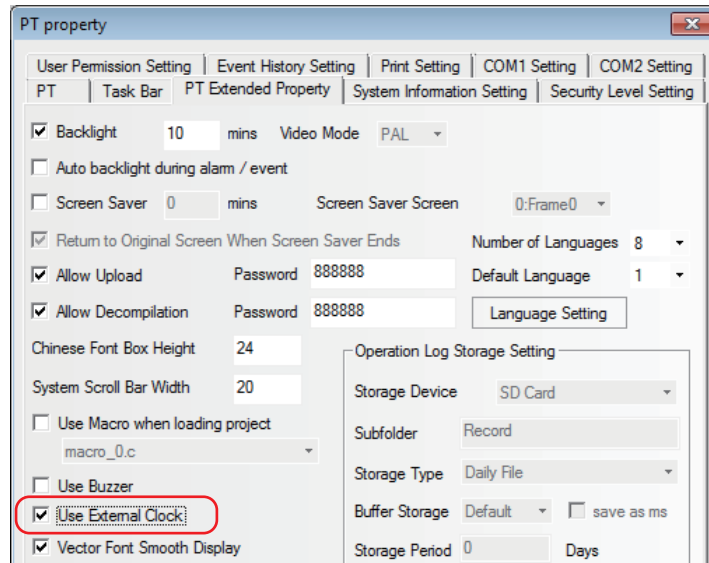 PT property
User Permission Setting Event History Setting Print Setting COM1 Setting COM2 Setting
PT Task Bar PT Extended Property System Information Setting Security Level Setting
Backlight 10 mins Video Mode PAL
Auto backlight during alarm / event
Screen Saver 0 mins Screen Saver Screen 0:Frame0
Return to Original Screen When Screen Saver Ends Number of Languages 8
Allow Upload Password 888888 Default Language 1
Allow Decompilation Password 888888 Language Setting
Chinese Font Box Height 24 Operation Log Storage Setting
System Scroll Bar Width 20 Storage Device SD Card
Use Macro when loading project Subfolder Record
macro_0.c
Storage Type Daily File
Use Buzzer
Use External Clock Buffer Storage Default save as ms
Vector Font Smooth Display Storage Period 0 Days